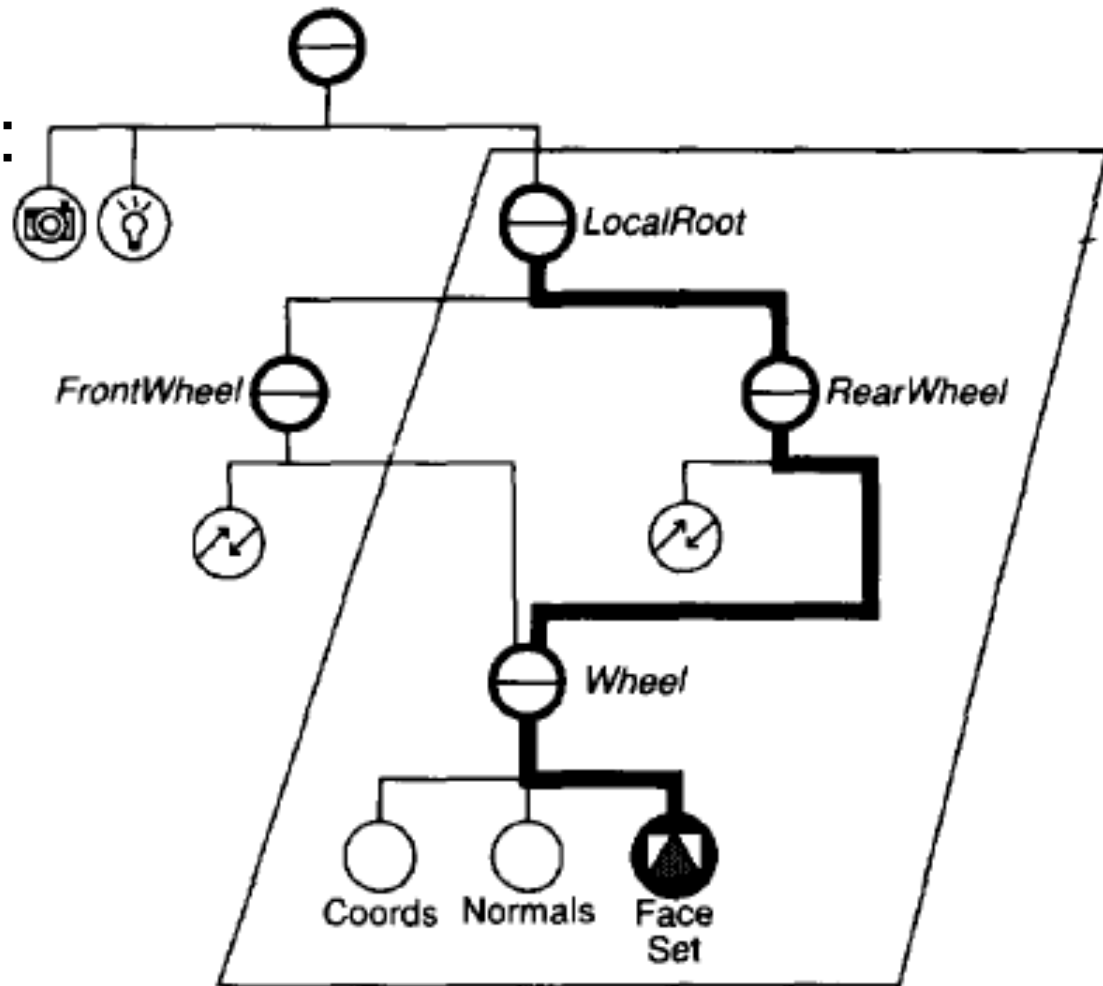 LocalRoot
FrontWheel
RearWheel
Wheel
Coords
Normals
Face
Set